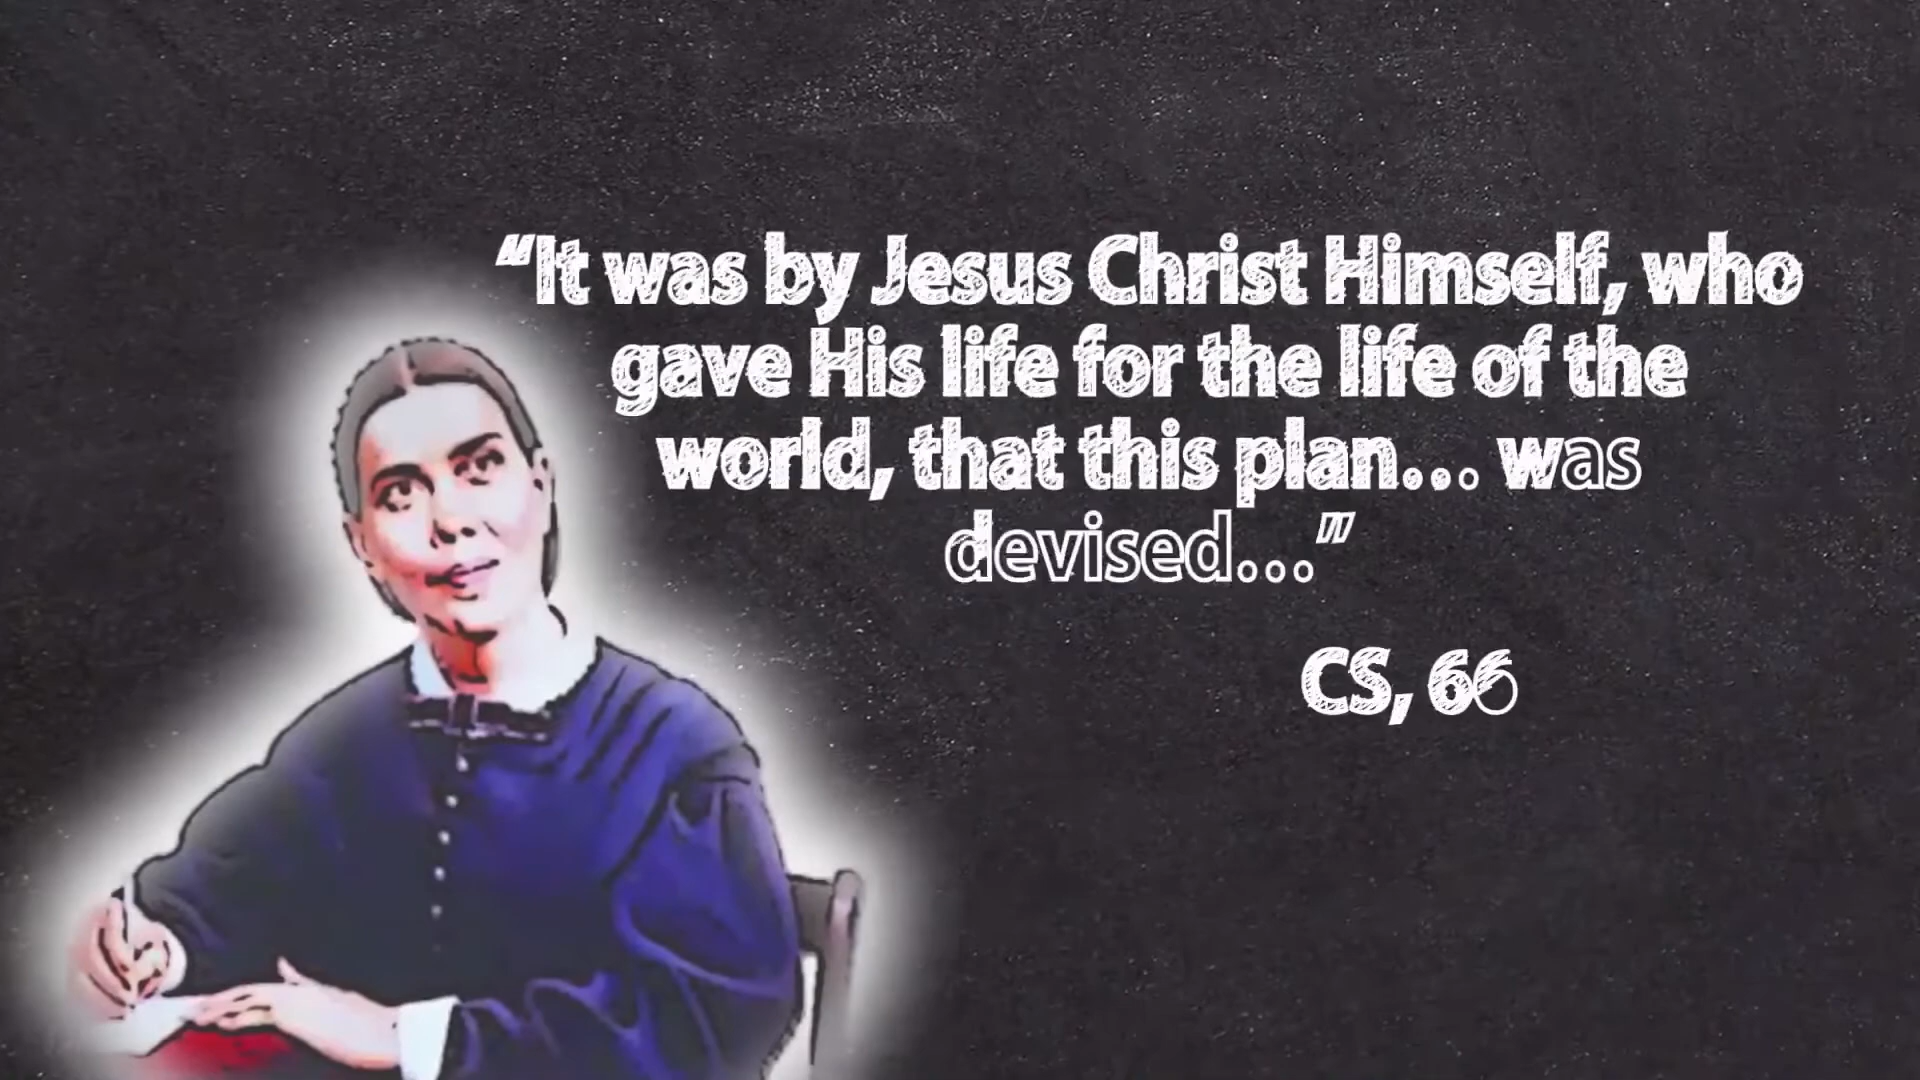 “It was by Jesus Christ Himself, who
gave His life for the life of the
world, that this plan... was
devised...”
CS, 66